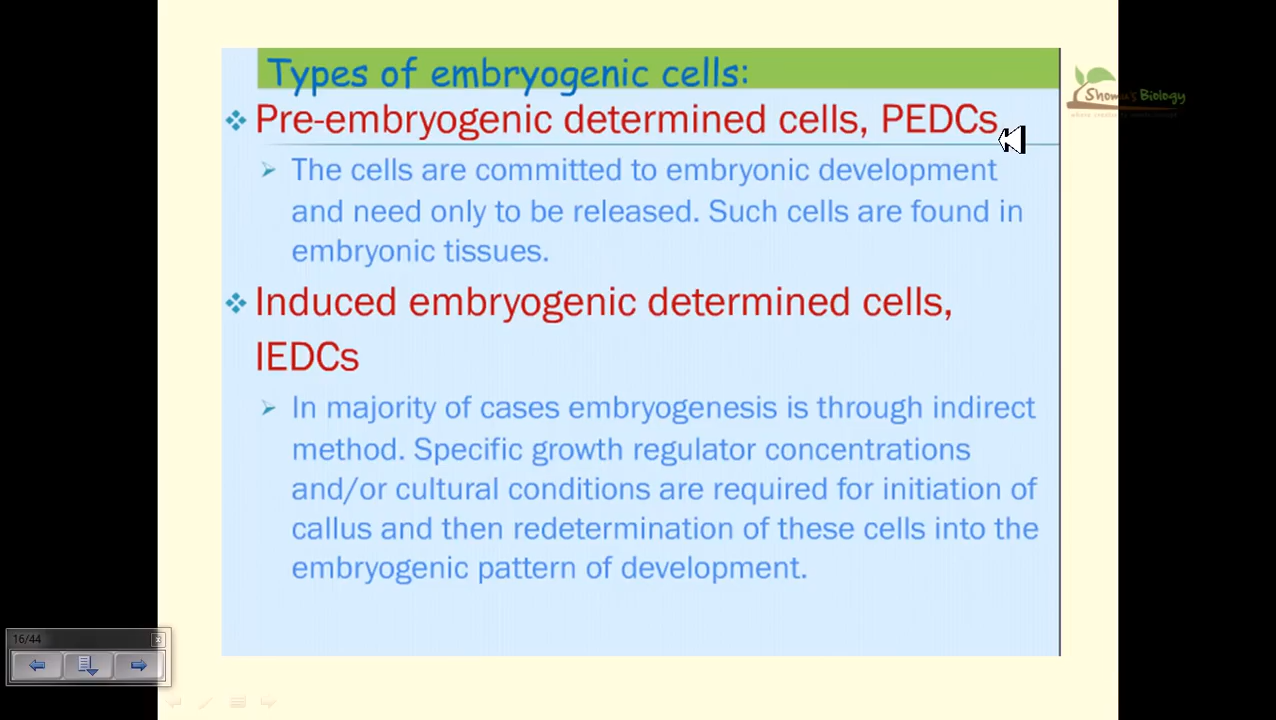 Types of embryogenic cells:
Pre-embryogenic determined cells, PEDCs
The cells are committed to embryonic development
and need only to be released. Such cells are found in
embryonic tissues.
Induced embryogenic determined cells,
IEDCs
In majority of cases embryogenesis is through indirect
method. Specific growth regulator concentrations
and/or cultural conditions are required for initiation of
callus and then redetermination of these cells into the
embryogenic pattern of development.
Shomu's Biology
16/44